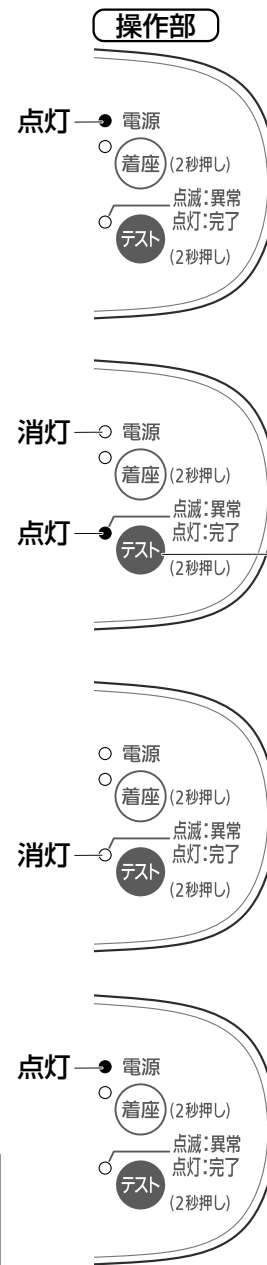 操作部
点灯 電源
着座 (2秒押し)
点滅：異常
点灯：完了
テスト
(2秒押し)
消灯 電源
着座 (2秒押し)
点滅：異常
点灯 点灯：完了
テスト
(2秒押し)
電源
着座 (2秒押し)
点滅：異常
消灯 点灯：完了
テスト
(2秒押し)
点灯 電源
着座 (2秒押し)
点滅：異常
点灯：完了
テスト
(2秒押し)